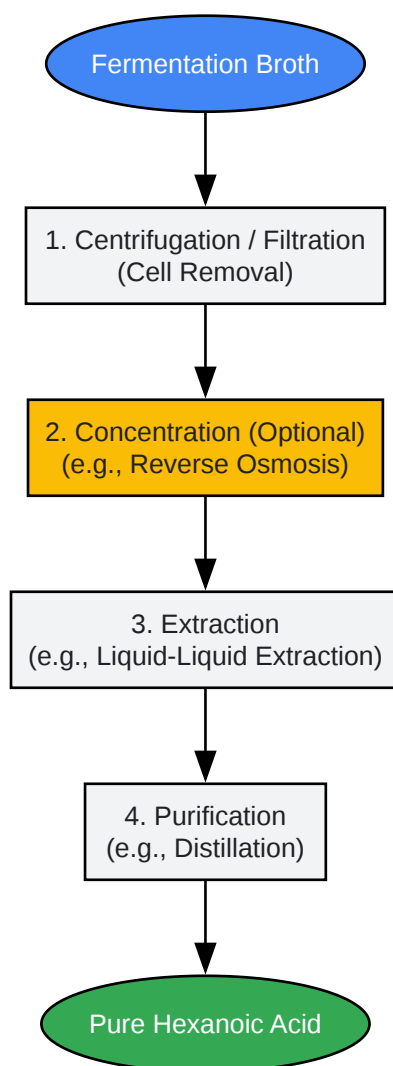 Fermentation Broth
1. Centrifugation / Filtration
(Cell Removal)
2. Concentration (Optional)
(e.g., Reverse Osmosis)
3. Extraction
(e.g., Liquid-Liquid Extraction)
4. Purification
(e.g., Distillation)
Pure Hexanoic Acid